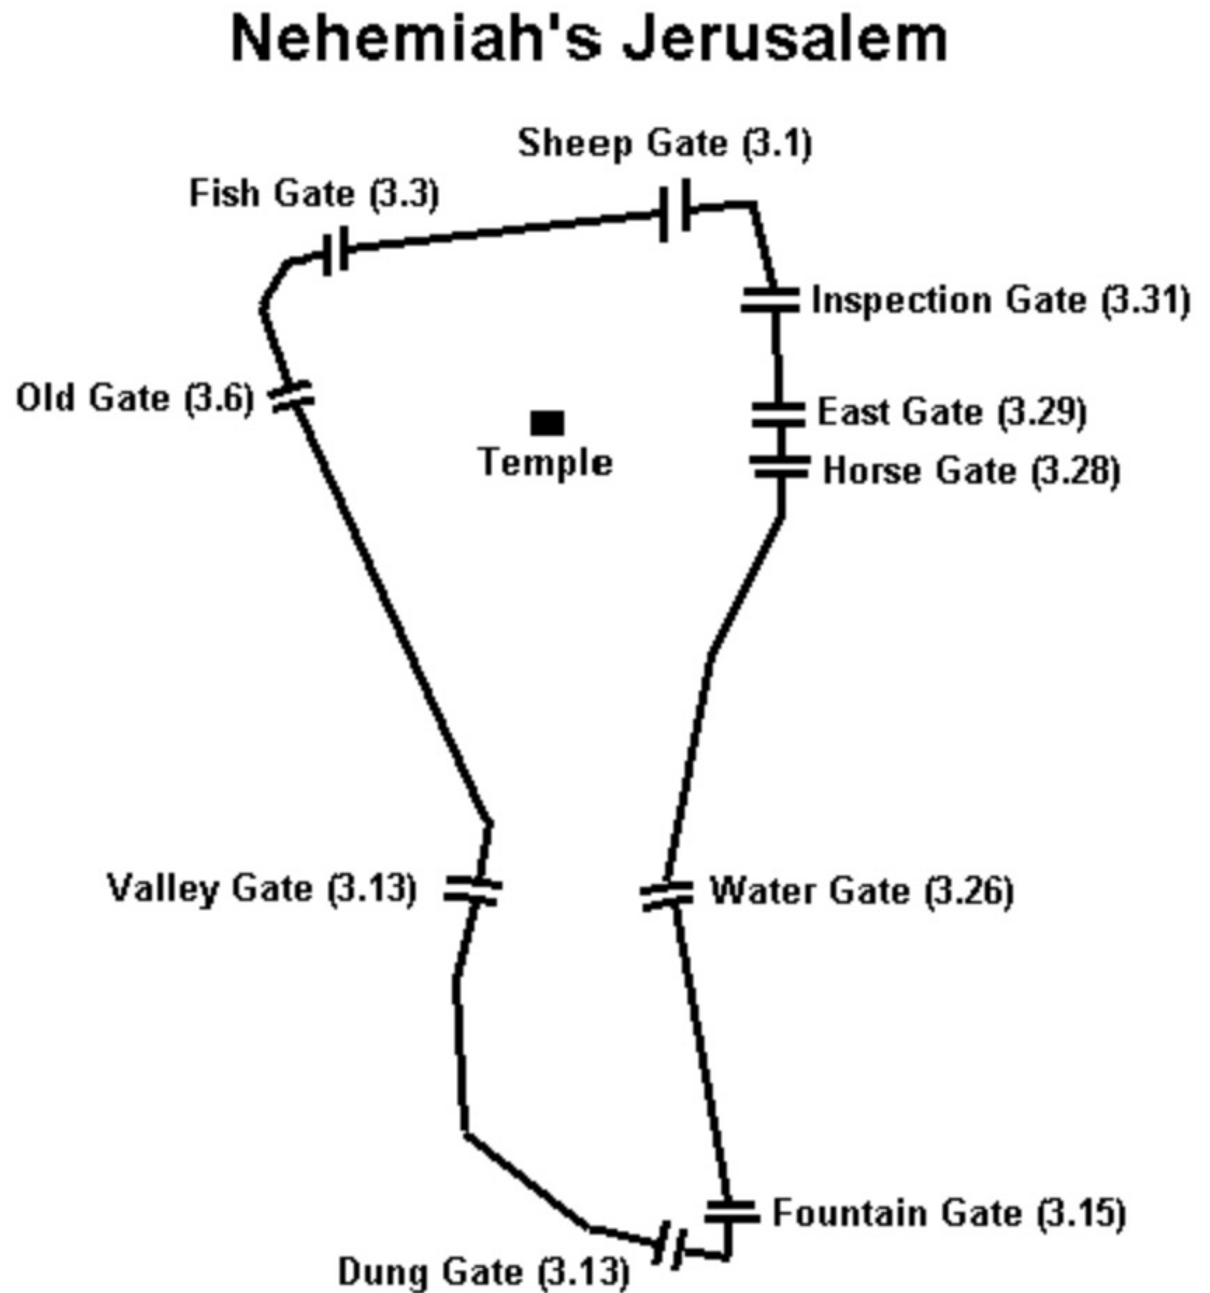 Nehemiah's Jerusalem
Sheep Gate (3.1)
Fish Gate (3.3)
Inspection Gate (3.31)
Old Gate (3.6)
East Gate (3.29)
Temple
Horse Gate (3.28)
Valley Gate (3.13)
Water Gate (3.26)
Fountain Gate (3.15)
Dung Gate (3.13)